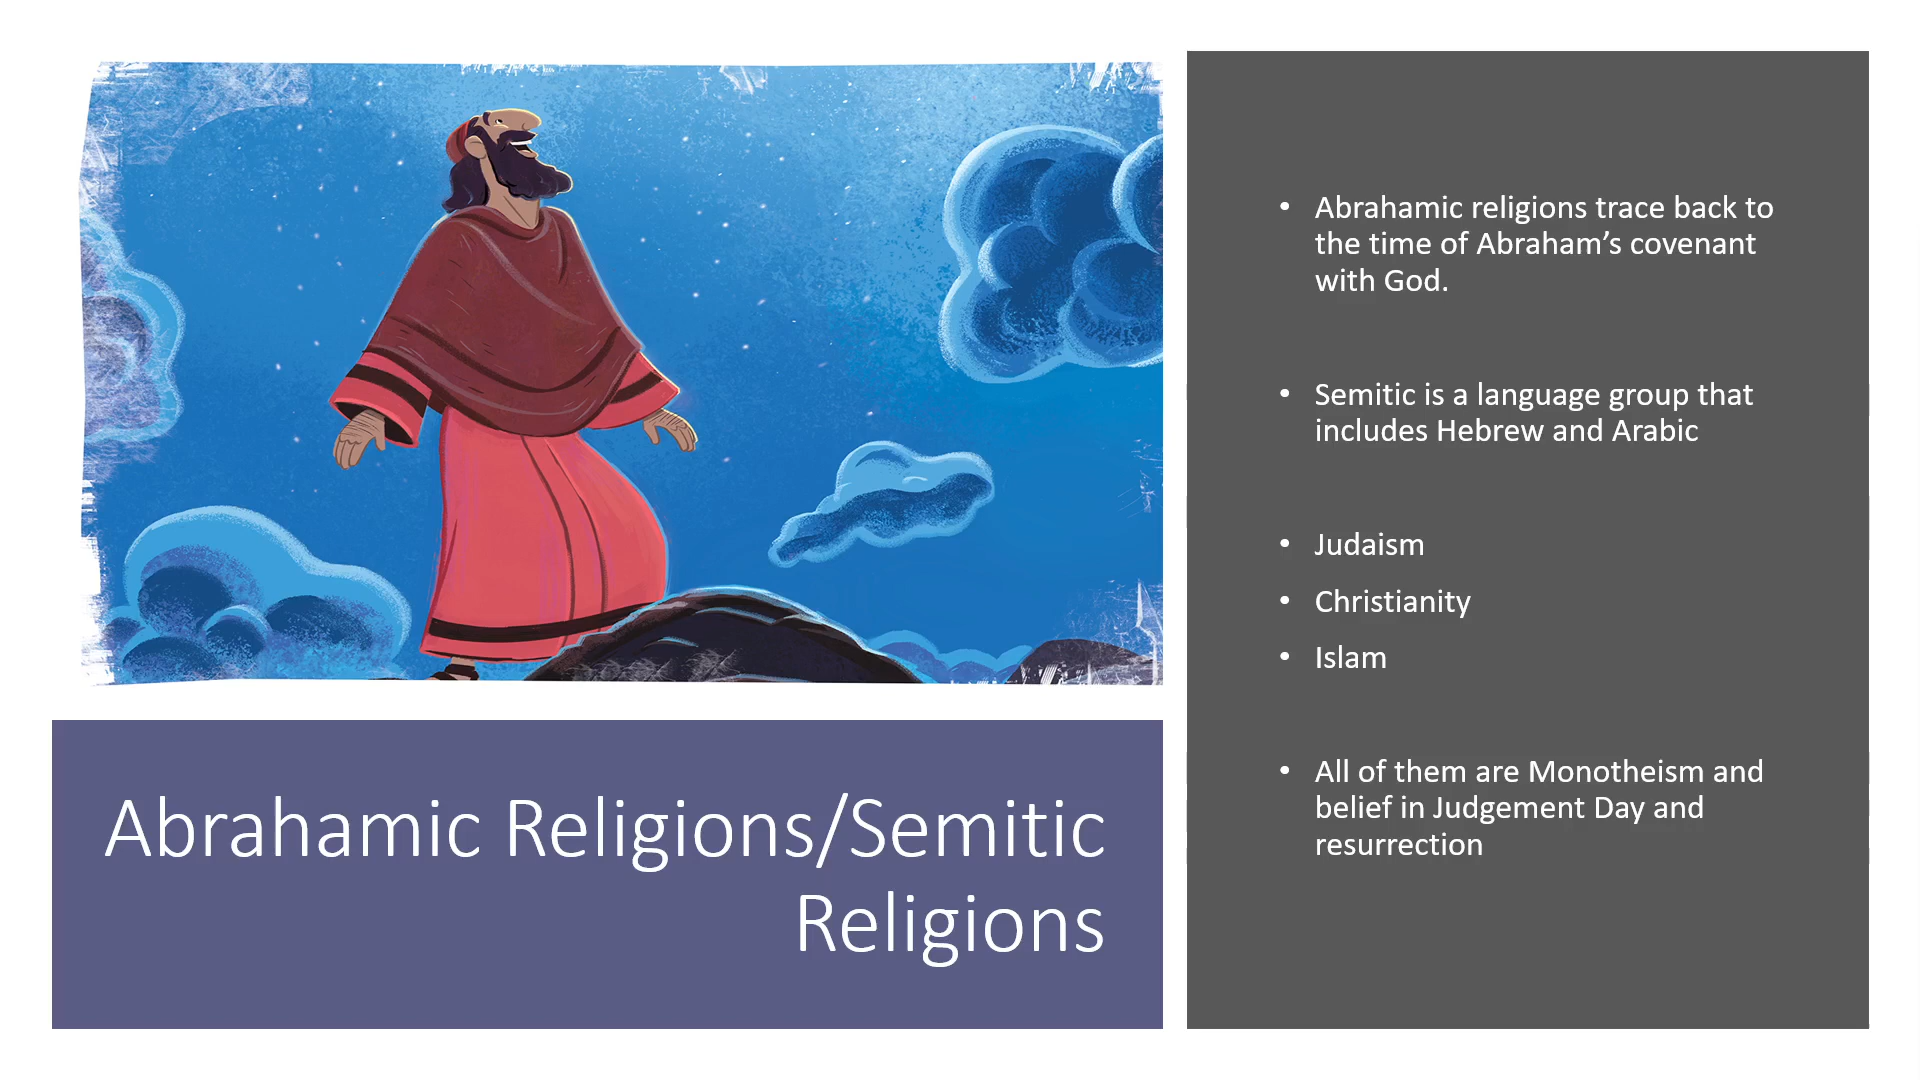 Abrahamic Religions/Semitic
Religions
• Abrahamic religions trace back to
the time of Abraham’s covenant
with God.
• Semitic is a language group that
includes Hebrew and Arabic
• Judaism
• Christianity
• Islam
• All of them are Monotheism and
belief in Judgement Day and
resurrection